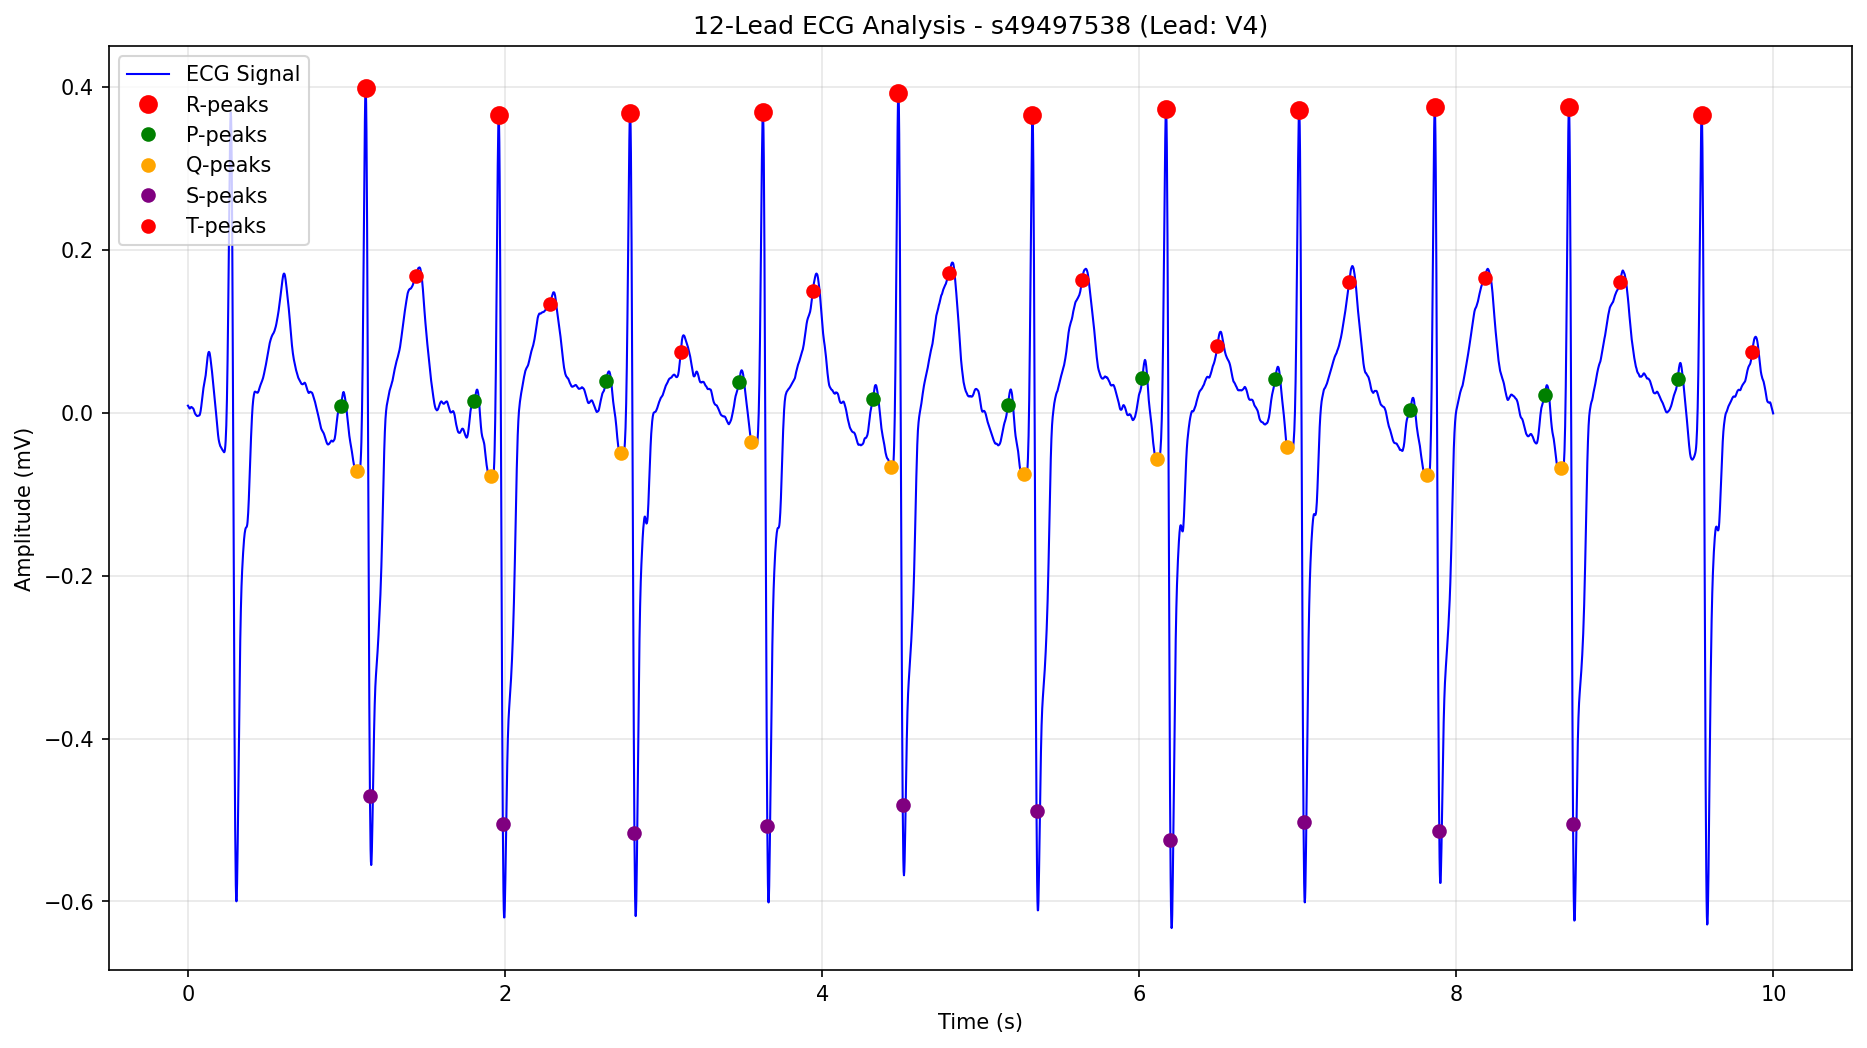 12-Lead ECG Analysis - s49497538 (Lead: V4)
ECG Signal
R-peaks
P-peaks
Q-peaks
S-peaks
T-peaks
Amplitude (mV)
0.4
0.2
0.0
−0.2
−0.4
−0.6
0 2 4 6 8 10
Time (s)